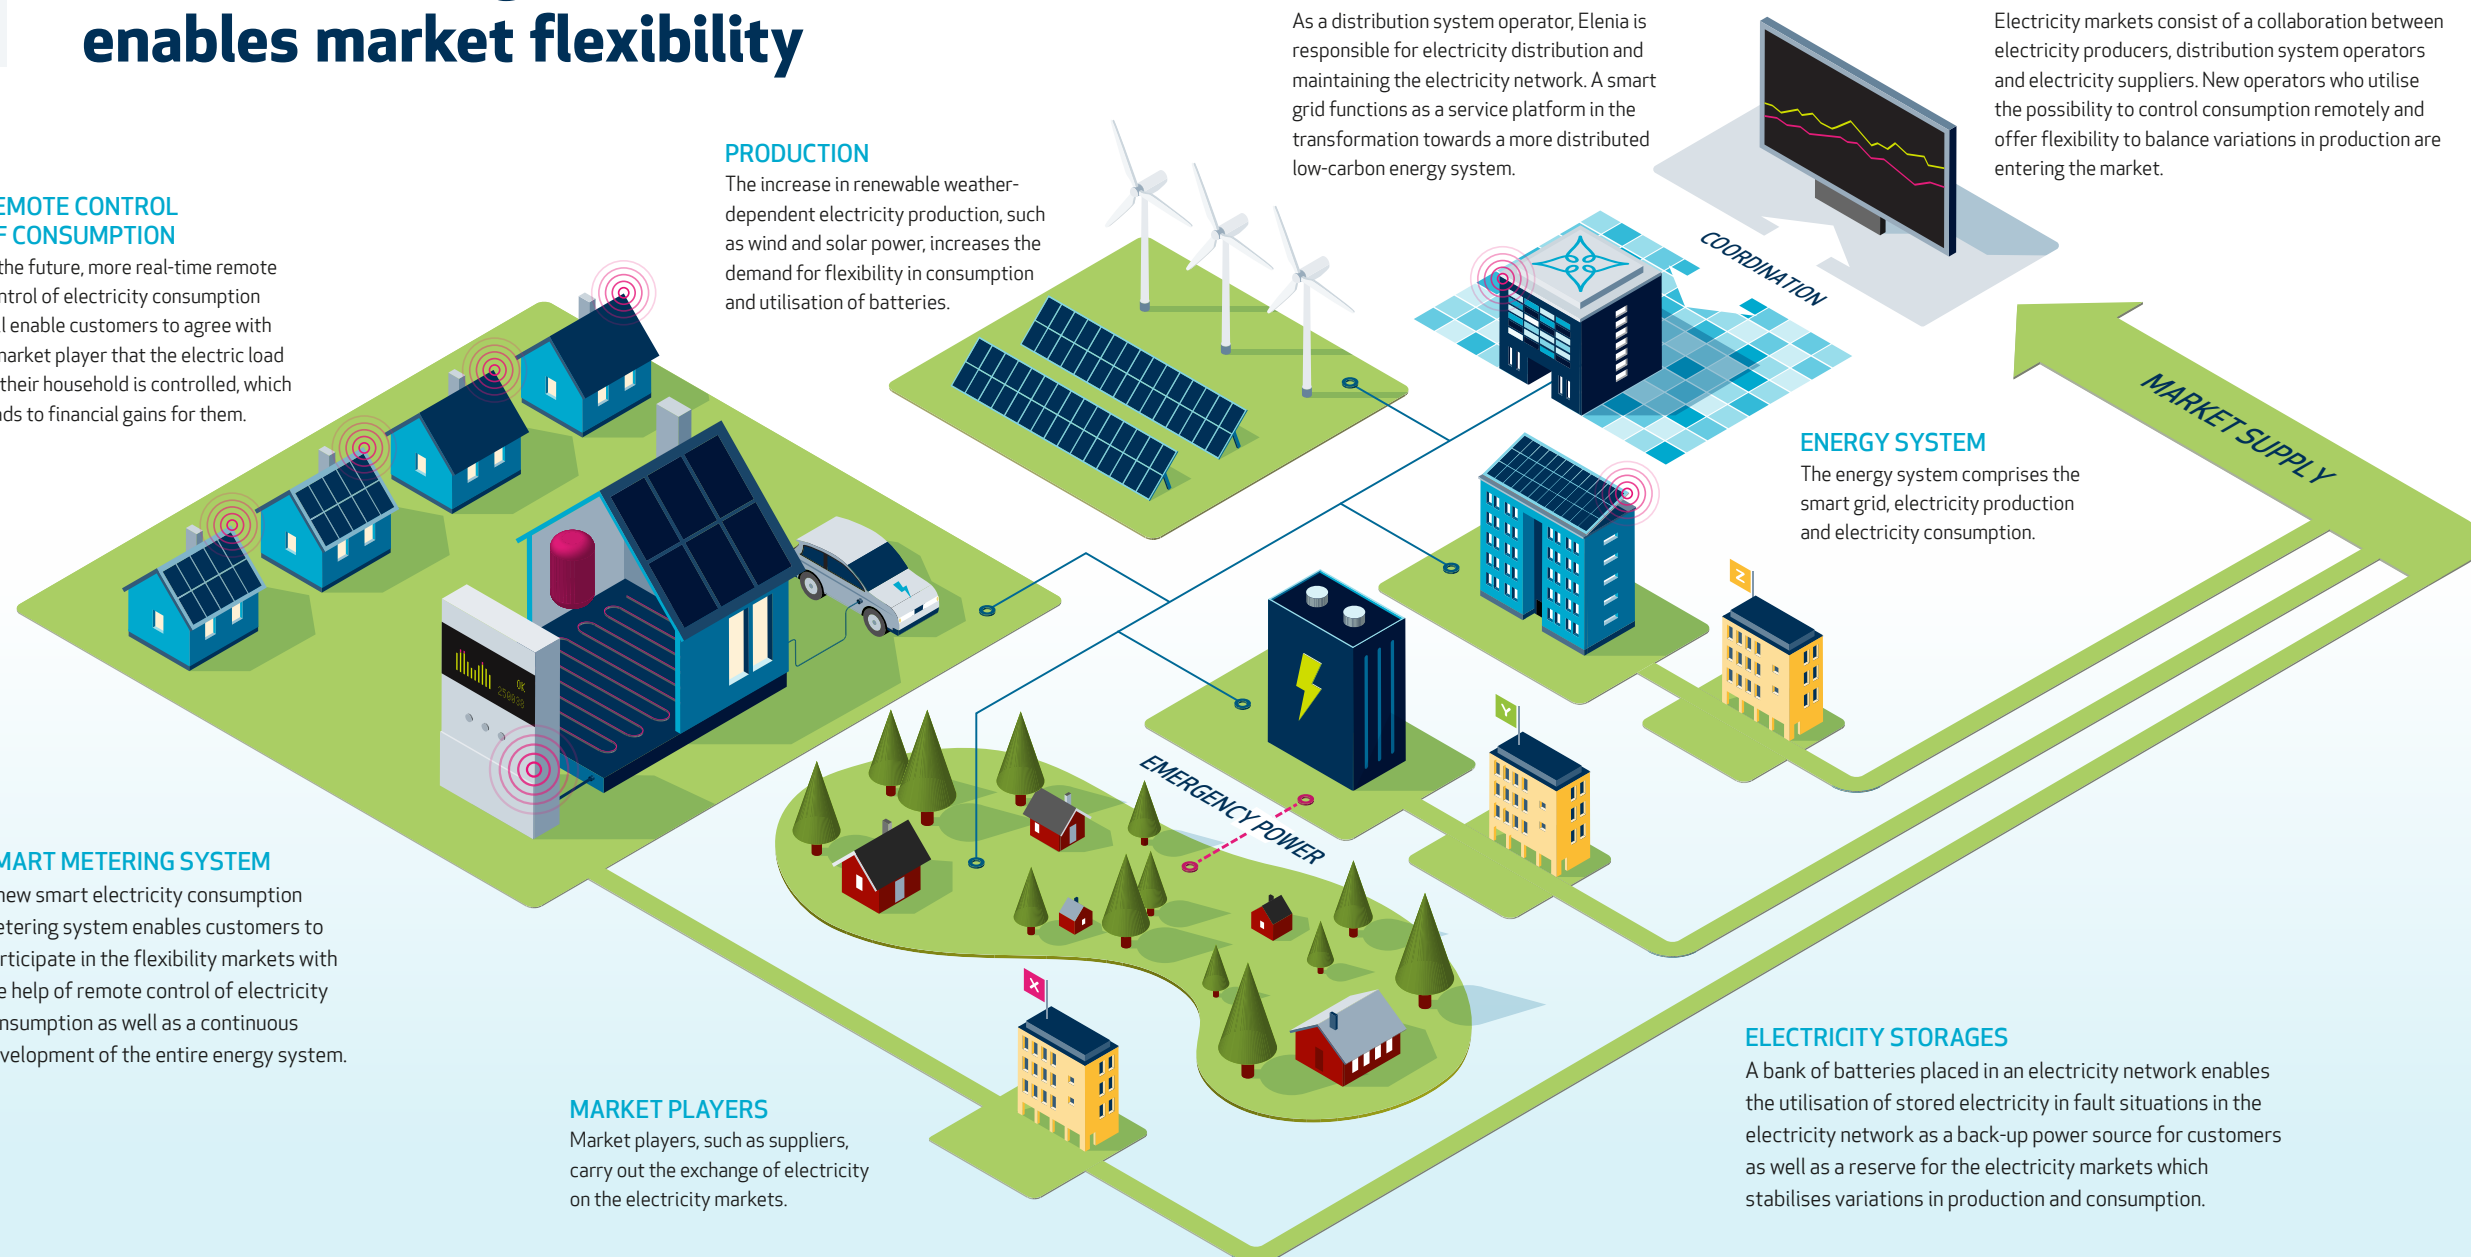 enables market flexibility
As a distribution system operator, Elenia is
responsible for electricity distribution and
maintaining the electricity network. A smart
grid functions as a service platform in the
transformation towards a more distributed
low-carbon energy system.
Electricity markets consist of a collaboration between
electricity producers, distribution system operators
and electricity suppliers. New operators who utilise
the possibility to control consumption remotely and
offer flexibility to balance variations in production are
entering the market.
PRODUCTION
The increase in renewable weather-
dependent electricity production, such
as wind and solar power, increases the
demand for flexibility in consumption
and utilisation of batteries.
EMOTE CONTROL
F CONSUMPTION
the future, more real-time remote
ntrol of electricity consumption
ll enable customers to agree with
market player that the electric load
their household is controlled, which
ads to financial gains for them.
COORDINATION
MARKET SUPPLY
ENERGY SYSTEM
The energy system comprises the
smart grid, electricity production
and electricity consumption.
Z
OK
Y
EMERGENCY POWER
MART METERING SYSTEM
new smart electricity consumption
etering system enables customers to
rticipate in the flexibility markets with
e help of remote control of electricity
nsumption as well as a continuous
velopment of the entire energy system.
X
MARKET PLAYERS
Market players, such as suppliers,
carry out the exchange of electricity
on the electricity markets.
ELECTRICITY STORAGES
A bank of batteries placed in an electricity network enables
the utilisation of stored electricity in fault situations in the
electricity network as a back-up power source for customers
as well as a reserve for the electricity markets which
stabilises variations in production and consumption.